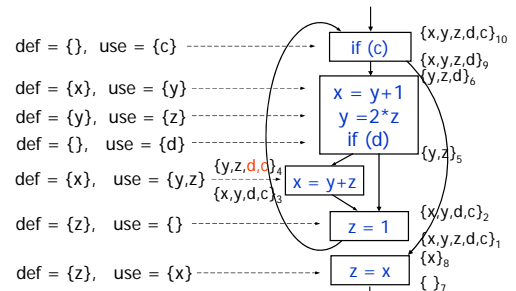 {x,y,z,d,c}10
def = {}, use = {c}
if (c)
{x,y,z,d}9
{y,z,d}6
def = {x}, use = {y}
x = y+1
def = {y}, use = {z}
y =2*z
def = {}, use = {d}
if (d)
{y,z}5
{y,z,d,c}4
def = {x}, use = {y,z}
x = y+z
{x,y,d,c}3
{x,y,d,c}2
def = {z}, use = {}
z = 1
{x,y,z,d,c}1
{x}8
def = {z}, use = {x}
z = x
{ }7